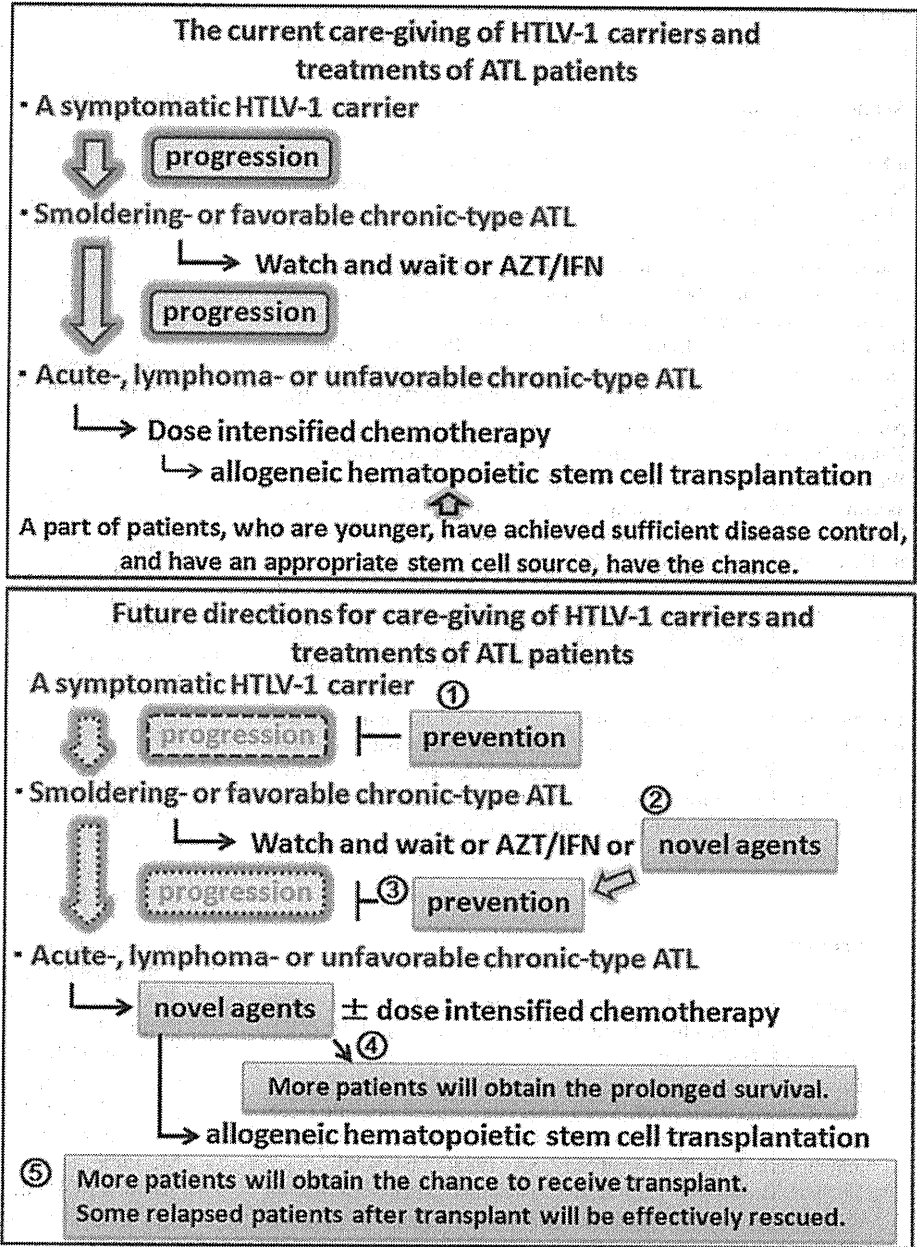 The current care-giving of HTLV-1 carriers and
treatments of ATL patients
· A symptomatic HTLV-1 carrier
progression
· Smoldering- or favorable chronic-type ATL
Watch and wait or AZT/IFN
progression
· Acute-, lymphoma- or unfavorable chronic-type ATL
Dose intensified chemotherapy
allogeneic hematopoietic stem cell transplantation
A part of patients, who are younger, have achieved sufficient disease control,
and have an appropriate stem cell source, have the chance.
Future directions for care-giving of HTLV-1 carriers and
treatments of ATL patients
A symptomatic HTLV-1 carrier ①
progression prevention
· Smoldering- or favorable chronic-type ATL ②
Watch and wait or AZT/IFN or novel agents
progression ③ prevention
· Acute-, lymphoma- or unfavorable chronic-type ATL
novel agents ± dose intensified chemotherapy
④
More patients will obtain the prolonged survival.
allogeneic hematopoietic stem cell transplantation
⑤ More patients will obtain the chance to receive transplant.
Some relapsed patients after transplant will be effectively rescued.